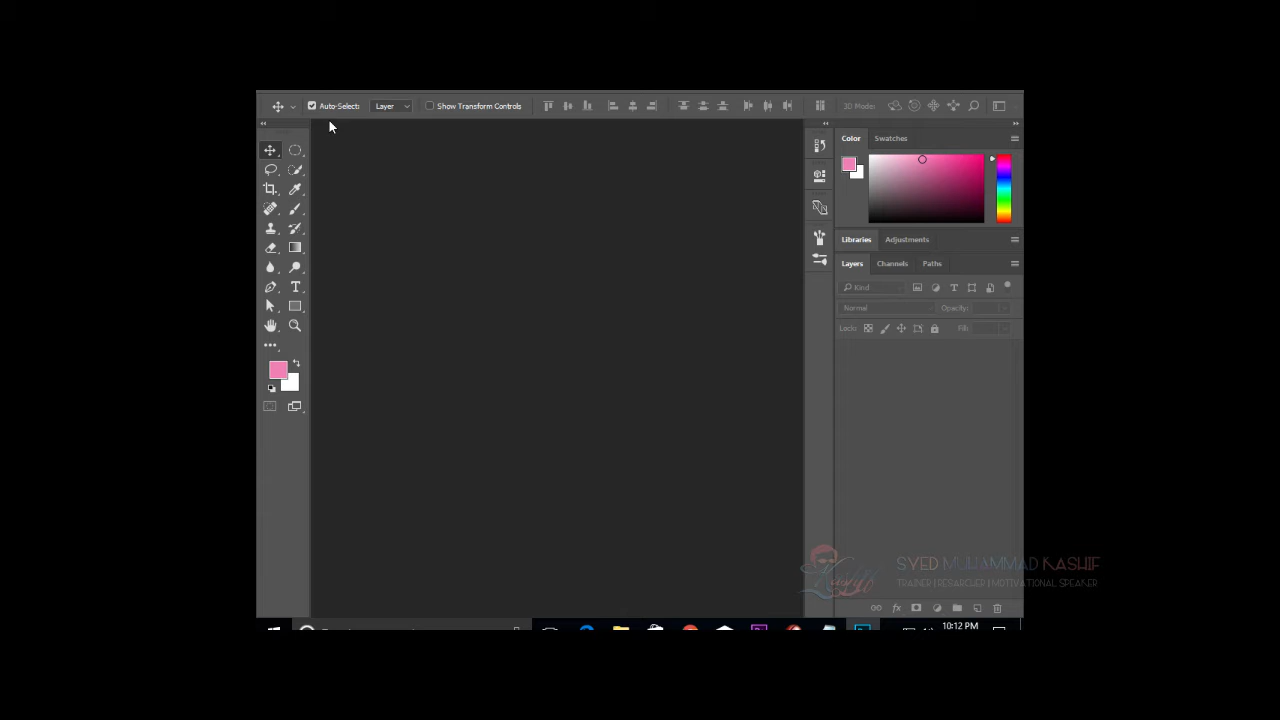 Auto-Select: Layer Show Transform Controls 3D Mode:
Color Swatches
Libraries Adjustments
Layers Channels Paths
Kind
Normal Opacity:
Lock: Fill:
SYED MUHAMMAD KASHIF
TRAINER | RESARCHER | MOTIVATIONAL SPEAKER
10:12 PM